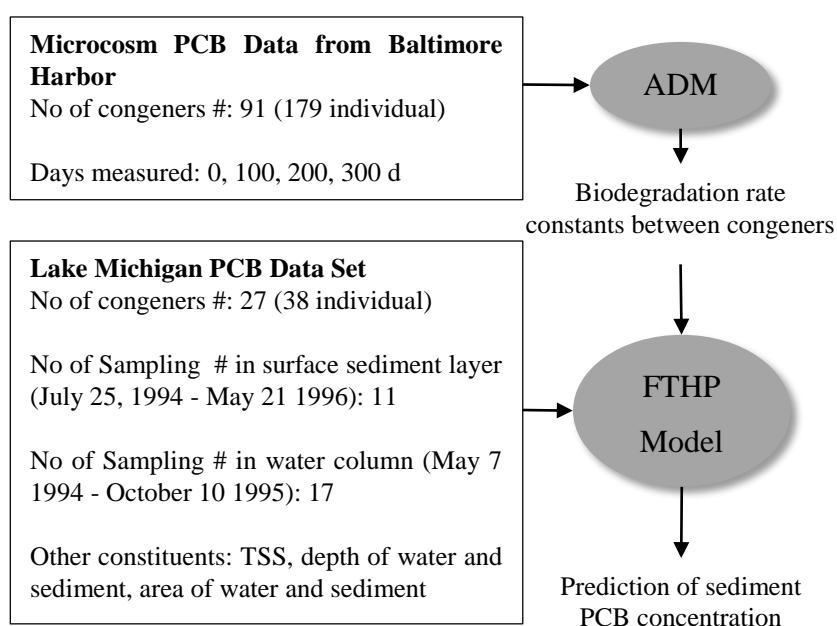 Microcosm PCB Data from Baltimore
Harbor
No of congeners #: 91 (179 individual)
Days measured: 0, 100, 200, 300 d
ADM
Biodegradation rate
constants between congeners
Lake Michigan PCB Data Set
No of congeners #: 27 (38 individual)
No of Sampling # in surface sediment layer
(July 25, 1994 - May 21 1996): 11
No of Sampling # in water column (May 7
1994 - October 10 1995): 17
Other constituents: TSS, depth of water and
sediment, area of water and sediment
FTHP
Model
Prediction of sediment
PCB concentration